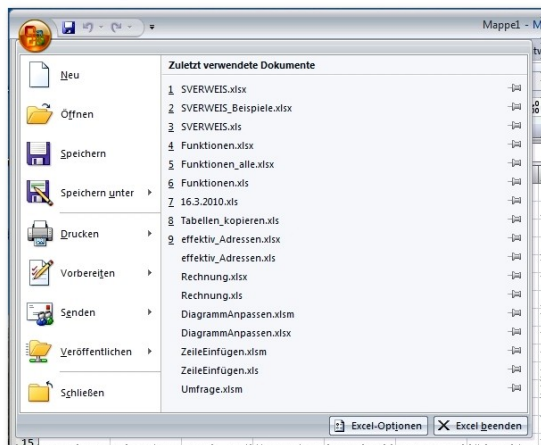 Mappe1 - M
Zuletzt verwendete Dokumente
Neu
Öffnen
Speichern
Speichern unter
Drucken
Vorbereiten
Senden
Veröffentlichen
Schließen
1 SVERWEIS.xlsx
2 SVERWEIS_Beispiele.xlsx
3 SVERWEIS.xls
4 Funktionen.xlsx
5 Funktionen_alle.xlsx
6 Funktionen.xls
7 16.3.2010.xls
8 Tabellen_kopieren.xls
9 effektiv_Adressen.xlsx
effektiv_Adressen.xls
Rechnung.xlsx
Rechnung.xls
DiagrammAnpassen.xlsm
DiagrammAnpassen.xlsx
ZeileEinfügen.xlsm
ZeileEinfügen.xls
Umfrage.xlsm
Excel-Optionen
Excel beenden
15